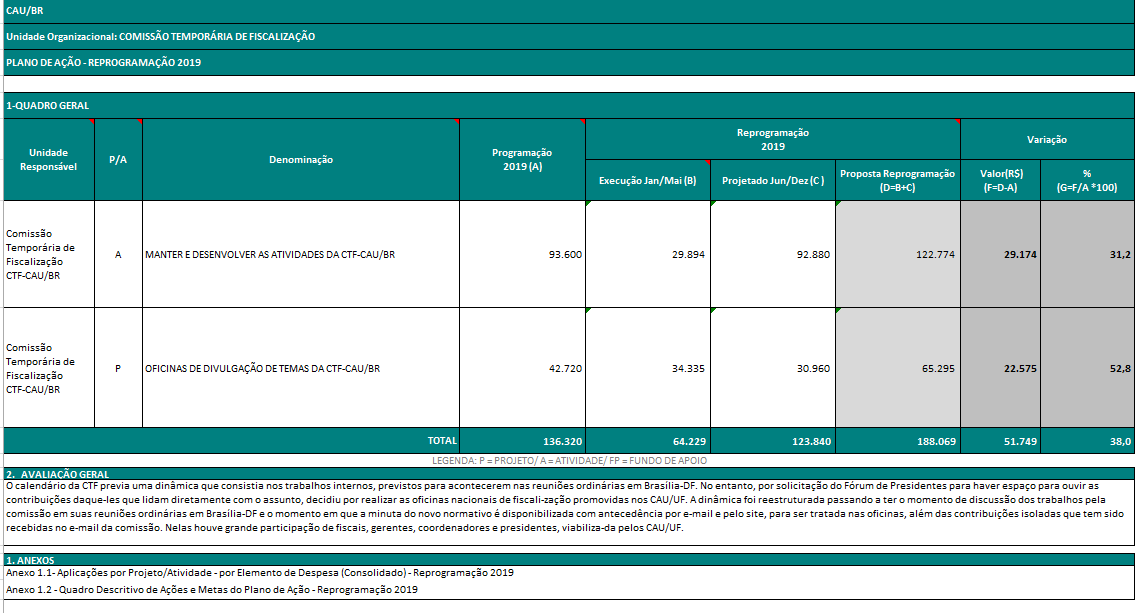 CAU/BR
Unidade Organizacional: COMISSÃO TEMPORÁRIA DE FISCALIZAÇÃO
PLANO DE AÇÃO - REPROGRAMAÇÃO 2019
1-QUADRO GERAL
Unidade
Responsável
P/A
Denominação
Programação
2019 (A)
Reprogramação
2019
Variação
Execução Jan/Mai (B)
Projetado Jun/Dez (C )
Proposta Reprogramação
(D=B+C)
Valor(R$)
(F=D-A)
%
(G=F/A *100)
Comissão
Temporária de
Fiscalização
CTF-CAU/BR
A
MANTER E DESENVOLVER AS ATIVIDADES DA CTF-CAU/BR
93.600
29.894
92.880
122.774
29.174
31,2
Comissão
Temporária de
Fiscalização
CTF-CAU/BR
P
OFICINAS DE DIVULGAÇÃO DE TEMAS DA CTF-CAU/BR
42.720
34.335
30.960
65.295
22.575
52,8
TOTAL
136.320
64.229
123.840
188.069
51.749
38,0
LEGENDA: P = PROJETO/ A = ATIVIDADE/ FP = FUNDO DE APOIO
2. AVALIAÇÃO GERAL
O calendário da CTF previa uma dinâmica que consistia nos trabalhos internos, previstos para acontecerem nas reuniões ordinárias em Brasília-DF. No entanto, por solicitação do Fórum de Presidentes para haver espaço para ouvir as
contribuições daque-les que lidam diretamente com o assunto, decidiu por realizar as oficinas nacionais de fiscali-zação promovidas nos CAU/UF. A dinâmica foi reestruturada passando a ter o momento de discussão dos trabalhos pela
comissão em suas reuniões ordinárias em Brasília-DF e o momento em que a minuta do novo normativo é disponibilizada com antecedência por e-mail e pelo site, para ser tratada nas oficinas, além das contribuições isoladas que tem sido
recebidas no e-mail da comissão. Nelas houve grande participação de fiscais, gerentes, coordenadores e presidentes, viabiliza-da pelos CAU/UF.
1. ANEXOS
Anexo 1.1- Aplicações por Projeto/Atividade - por Elemento de Despesa (Consolidado) - Reprogramação 2019
Anexo 1.2 - Quadro Descritivo de Ações e Metas do Plano de Ação - Reprogramação 2019